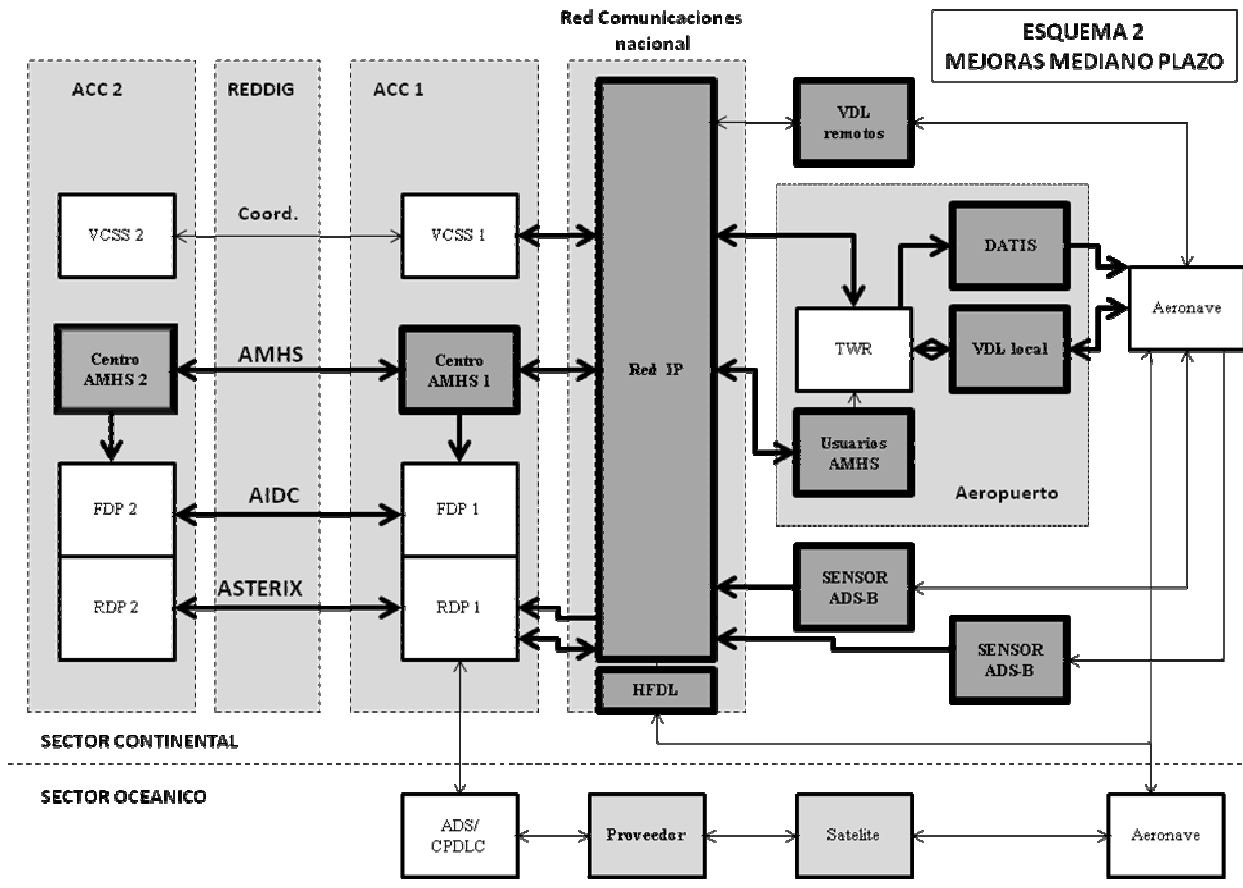 Red Comunicaciones
nacional
ESQUEMA 2
MEJORAS MEDIANO PLAZO
ACC 2
REDDIG
ACC 1
VDL
remotos
VCSS 2
Coord.
VCSS 1
DATIS
Aeronave
Centro
AMHS 2
AMHS
Centro
AMHS 1
Red IP
TWR
VDL local
Usuarios
AMHS
Aeropuerto
FDP 2
AIDC
FDP 1
RDP 2
ASTERIX
RDP 1
SENSOR
ADS-B
SENSOR
ADS-B
HFDL
SECTOR CONTINENTAL
SECTOR OCEANICO
ADS/
CPDLC
Proveedor
Satelite
Aeronave